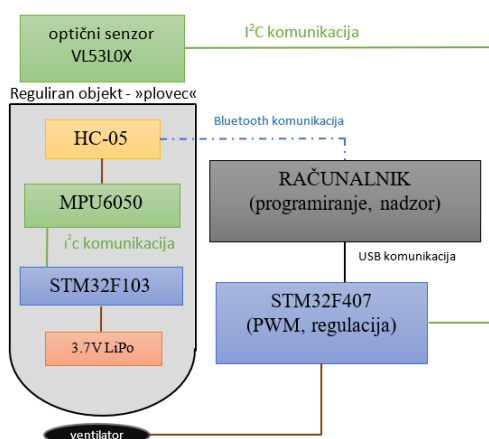 optični senzor
VL53L0X
I²C komunikacija
Reguliran objekt - »plovec«
HC-05
Bluetooth komunikacija
MPU6050
RAČUNALNIK
(programiranje, nadzor)
I²c komunikacija
USB komunikacija
STM32F103
STM32F407
(PWM, regulacija)
3.7V LiPo
ventilator